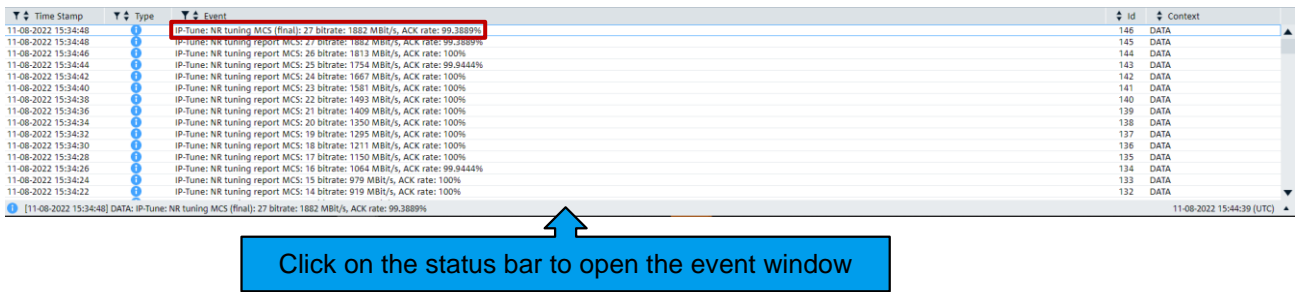 Time Stamp Type Event Id Context
11-08-2022 15:34:48 IP-Tune: NR tuning MCS (final): 27 bitrate: 1882 MBit/s, ACK rate: 99.3889% 146 DATA
11-08-2022 15:34:48 IP-Tune: NR tuning report MCS: 27 bitrate: 1882 MBit/s, ACK rate: 99.3889% 145 DATA
11-08-2022 15:34:46 IP-Tune: NR tuning report MCS: 26 bitrate: 1813 MBit/s, ACK rate: 100% 144 DATA
11-08-2022 15:34:44 IP-Tune: NR tuning report MCS: 25 bitrate: 1754 MBit/s, ACK rate: 99.9444% 143 DATA
11-08-2022 15:34:42 IP-Tune: NR tuning report MCS: 24 bitrate: 1667 MBit/s, ACK rate: 100% 142 DATA
11-08-2022 15:34:40 IP-Tune: NR tuning report MCS: 23 bitrate: 1581 MBit/s, ACK rate: 100% 141 DATA
11-08-2022 15:34:38 IP-Tune: NR tuning report MCS: 22 bitrate: 1493 MBit/s, ACK rate: 100% 140 DATA
11-08-2022 15:34:36 IP-Tune: NR tuning report MCS: 21 bitrate: 1409 MBit/s, ACK rate: 100% 139 DATA
11-08-2022 15:34:34 IP-Tune: NR tuning report MCS: 20 bitrate: 1350 MBit/s, ACK rate: 100% 138 DATA
11-08-2022 15:34:32 IP-Tune: NR tuning report MCS: 19 bitrate: 1295 MBit/s, ACK rate: 100% 137 DATA
11-08-2022 15:34:30 IP-Tune: NR tuning report MCS: 18 bitrate: 1211 MBit/s, ACK rate: 100% 136 DATA
11-08-2022 15:34:28 IP-Tune: NR tuning report MCS: 17 bitrate: 1150 MBit/s, ACK rate: 100% 135 DATA
11-08-2022 15:34:26 IP-Tune: NR tuning report MCS: 16 bitrate: 1064 MBit/s, ACK rate: 99.9444% 134 DATA
11-08-2022 15:34:24 IP-Tune: NR tuning report MCS: 15 bitrate: 979 MBit/s, ACK rate: 100% 133 DATA
11-08-2022 15:34:22 IP-Tune: NR tuning report MCS: 14 bitrate: 919 MBit/s, ACK rate: 100% 132 DATA
[11-08-2022 15:34:48] DATA: IP-Tune: NR tuning MCS (final): 27 bitrate: 1882 MBit/s, ACK rate: 99.3889% 11-08-2022 15:44:39 (UTC)
Click on the status bar to open the event window